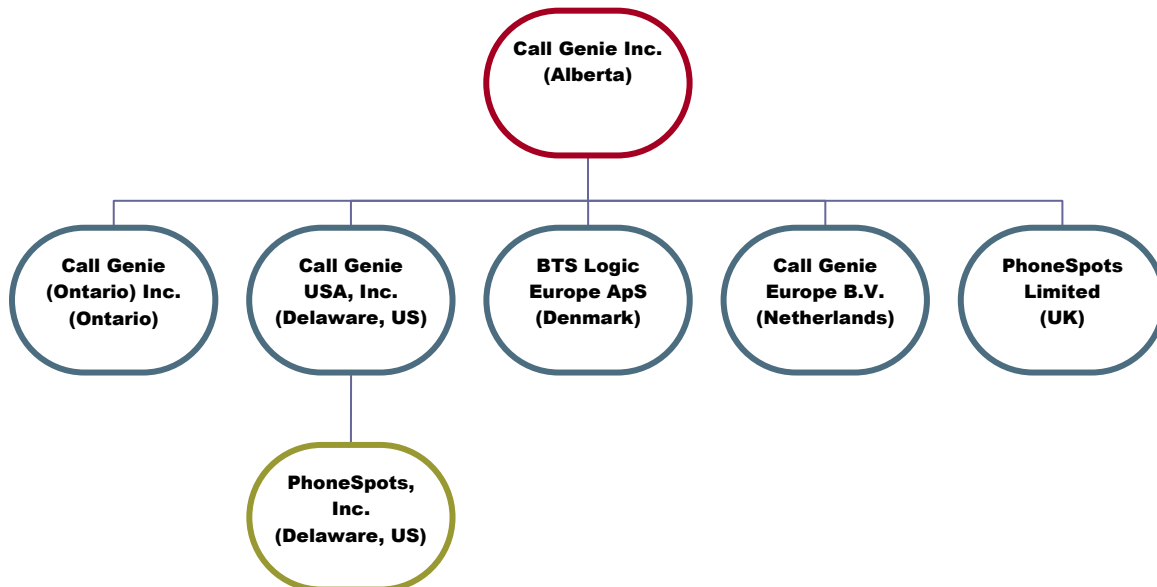 Call Genie Inc.
(Alberta)
Call Genie
(Ontario) Inc.
(Ontario)
Call Genie
USA, Inc.
(Delaware, US)
BTS Logic
Europe ApS
(Denmark)
Call Genie
Europe B.V.
(Netherlands)
PhoneSpots
Limited
(UK)
PhoneSpots,
Inc.
(Delaware, US)